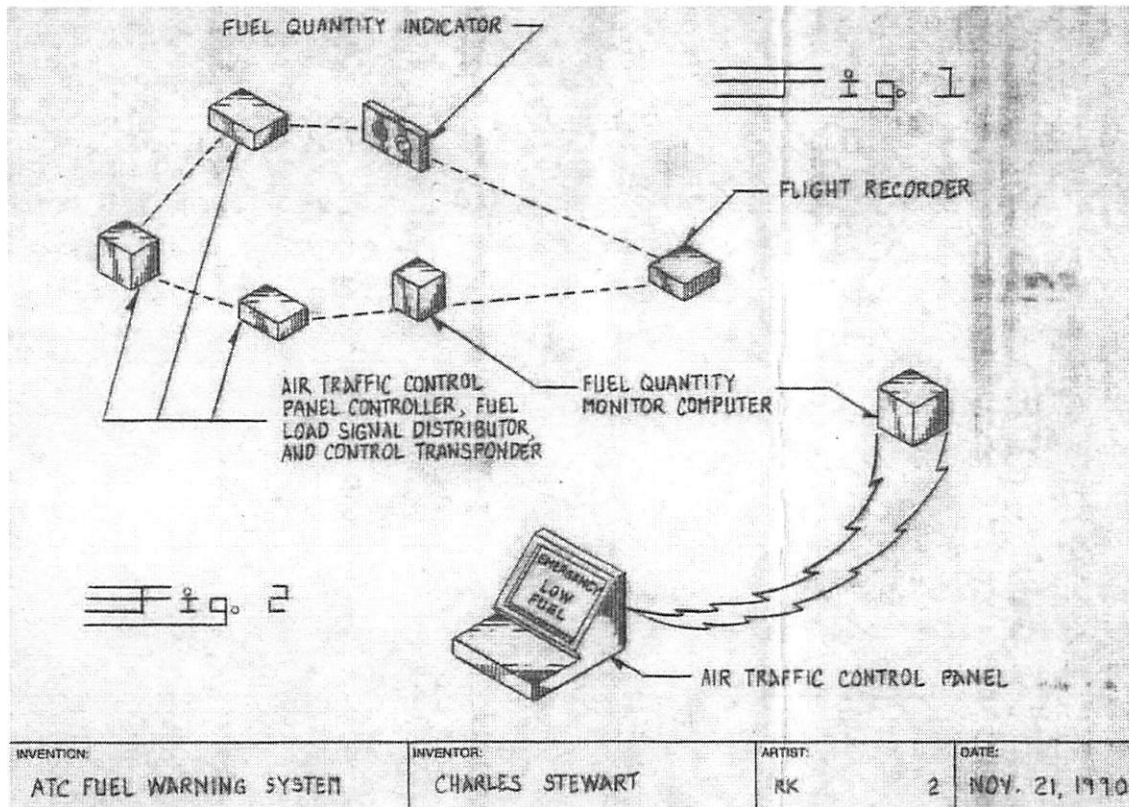 FUEL QUANTITY INDICATOR
Fig. 1
FLIGHT RECORDER
AIR TRAFFIC CONTROL
PANEL CONTROLLER, FUEL
LOAD SIGNAL DISTRIBUTOR,
AND CONTROL TRANSPONDER
FUEL QUANTITY
MONITOR COMPUTER
EMERGENCY
LOW
FUEL
Fig. 2
AIR TRAFFIC CONTROL PANEL
INVENTION:
ATC FUEL WARNING SYSTEM
INVENTOR:
CHARLES STEWART
ARTIST:
RK 2
DATE:
NOV. 21, 1990